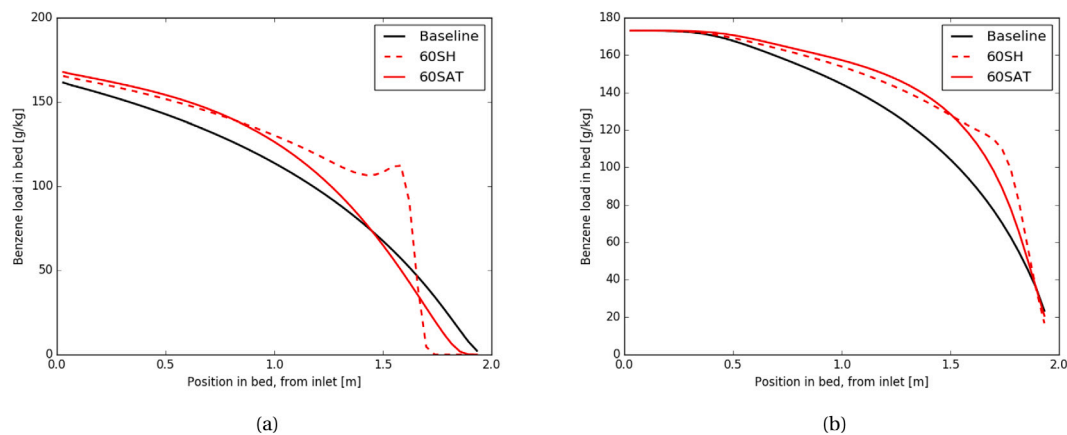 200
150
100
50
0
Benzene load in bed [g/kg]
Baseline
60SH
60SAT
0.0 0.5 1.0 1.5 2.0
Position in bed, from inlet [m]
(a)
180
160
140
120
100
80
60
40
20
0
Benzene load in bed [g/kg]
Baseline
60SH
60SAT
0.0 0.5 1.0 1.5 2.0
Position in bed, from inlet [m]
(b)